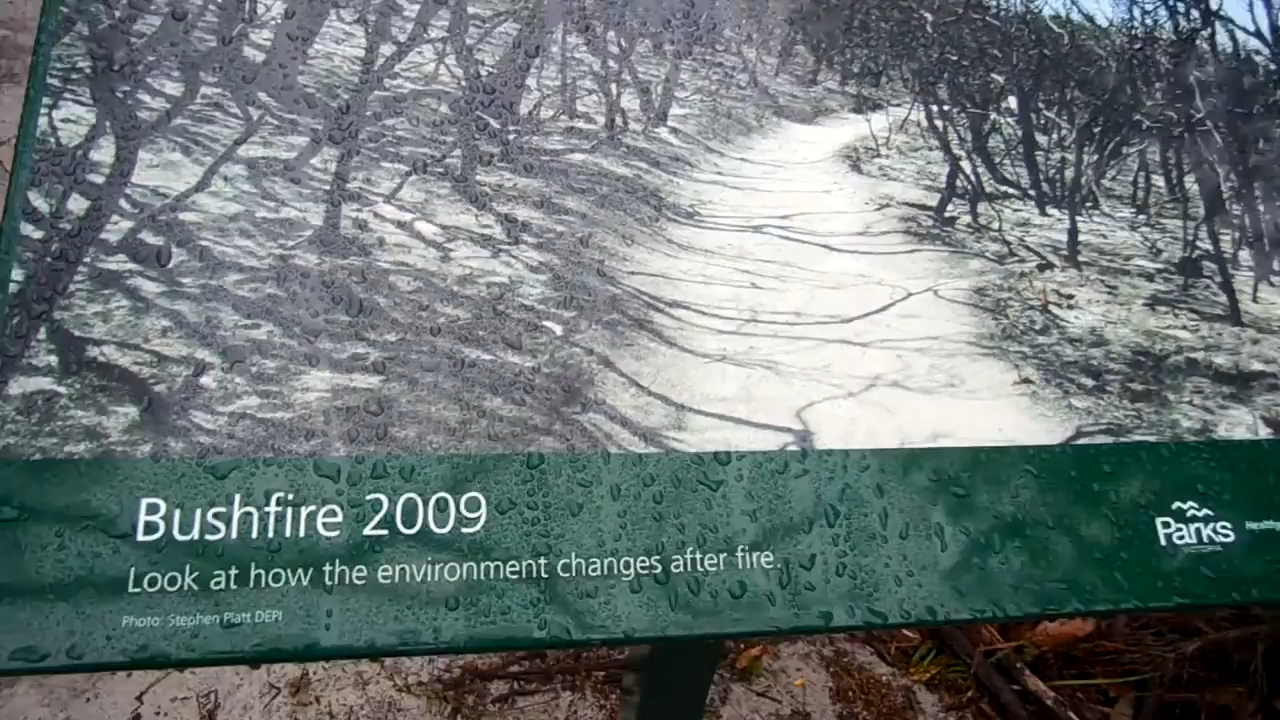 Bushfire 2009
Look at how the environment changes after fire.
Photo: Stephen Platt DEPI
Parks